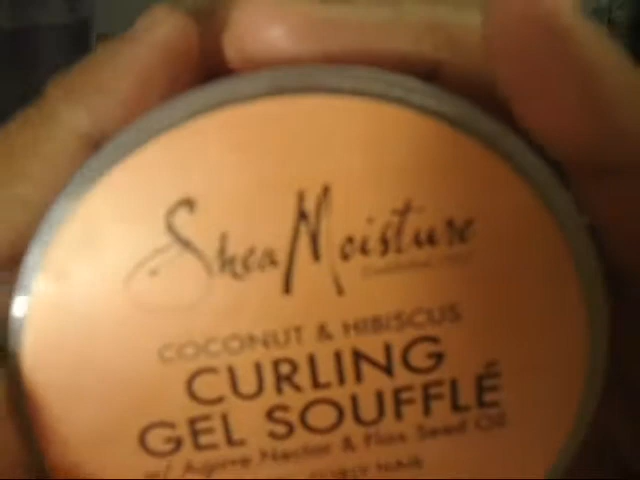 SheaMoisture
COCONUT & HIBISCUS
CURLING
GEL SOUFFLÉ
w/ Agave Nectar & Flax Seed Oil